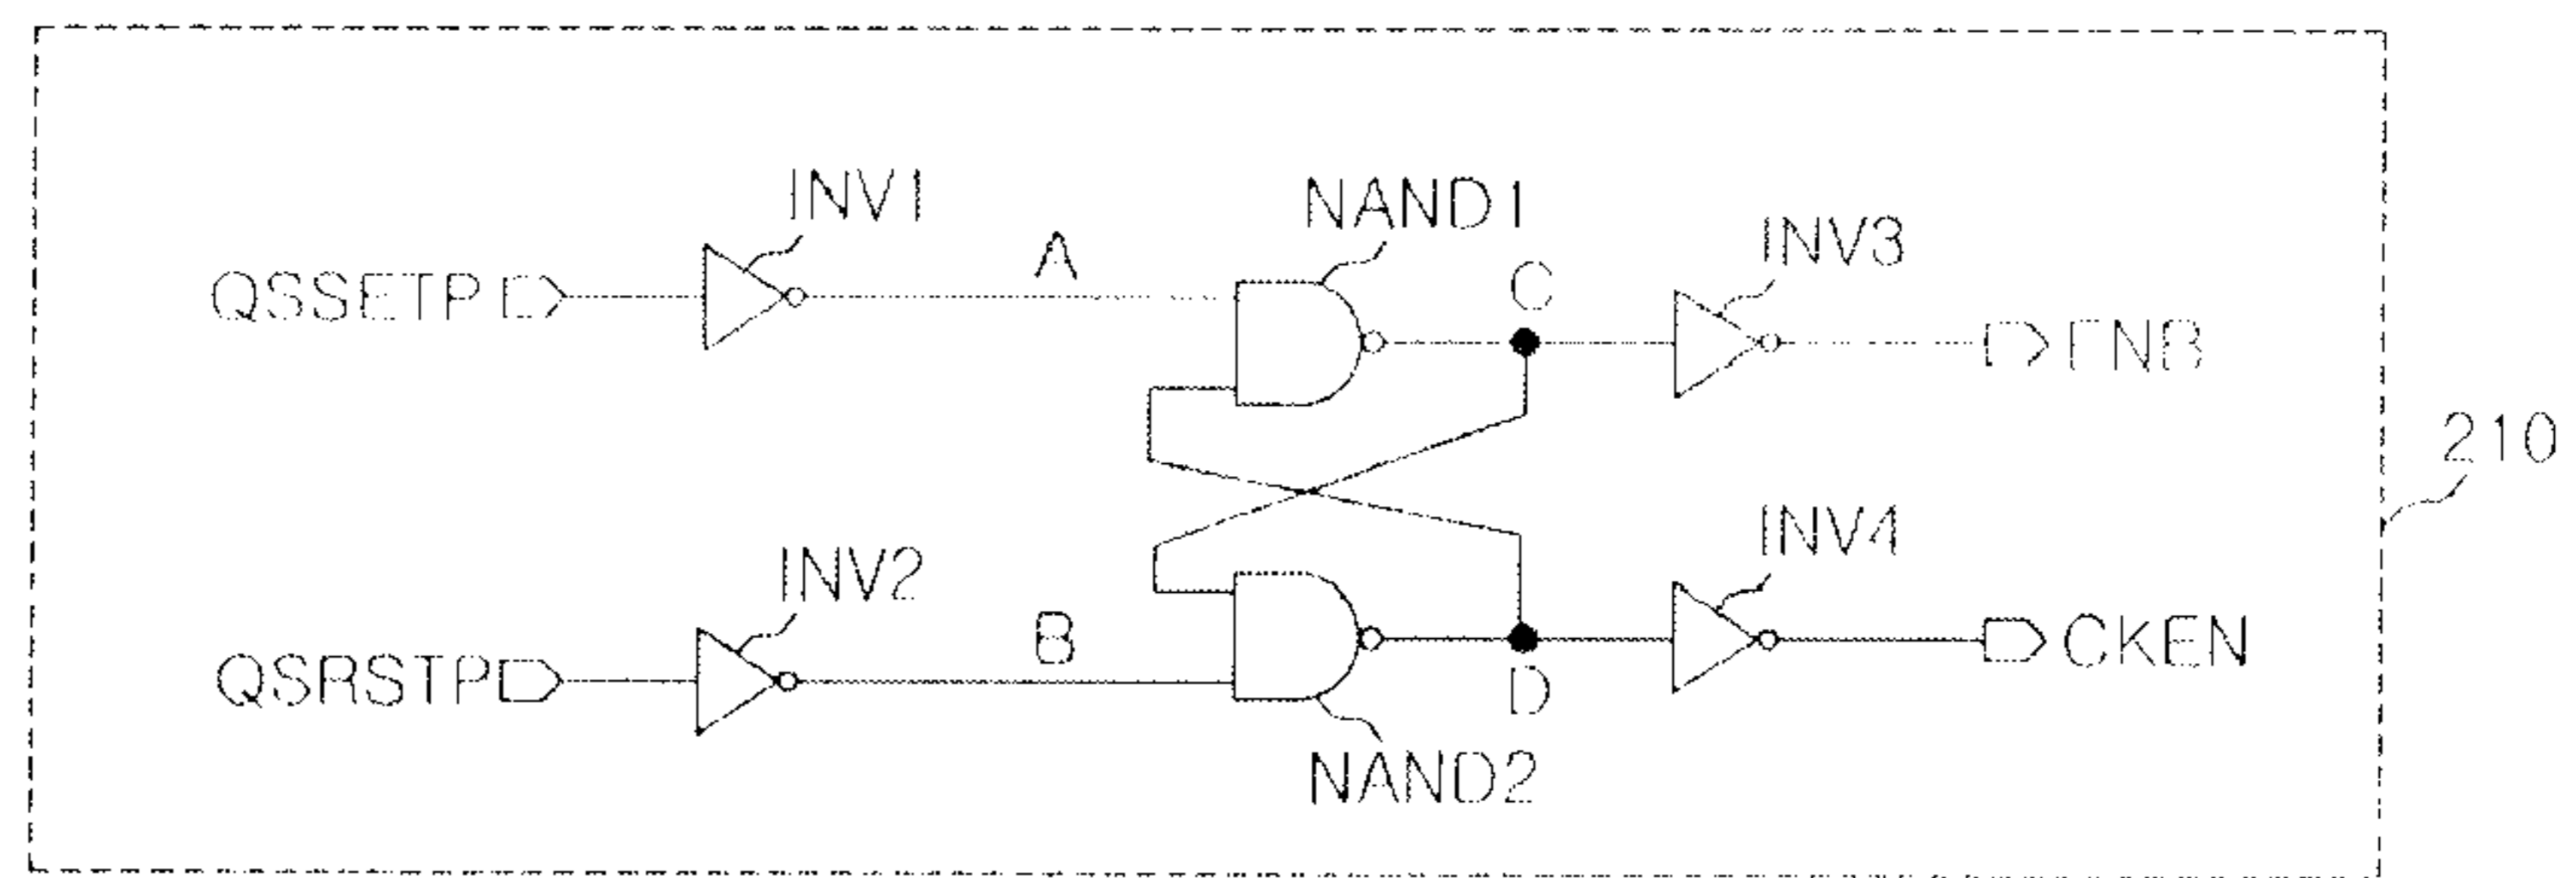 INV1
NAND1
INV3
QSSETP
A
C
ENB
210
INV2
INV4
QSRSTP
B
D
CKEN
NAND2